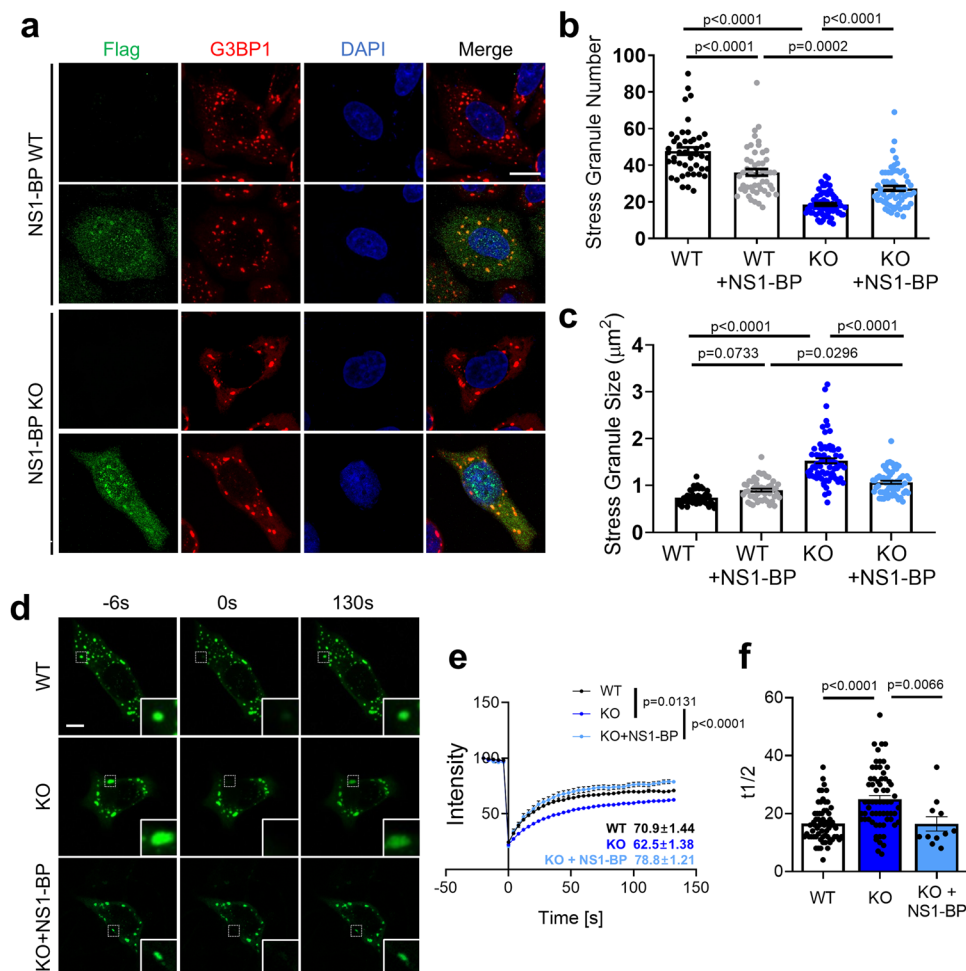 a
Flag G3BP1 DAPI Merge
NS1-BP WT
NS1-BP KO
b
p<0.0001 p<0.0001
p<0.0001 p=0.0002
Stress Granule Number
100
80
60
40
20
0
WT WT +NS1-BP KO KO +NS1-BP
c
p<0.0001 p<0.0001
p=0.0733 p=0.0296
Stress Granule Size (μm²)
4
3
2
1
0
WT WT +NS1-BP KO KO +NS1-BP
d
-6s 0s 130s
WT
KO
KO+NS1-BP
e
WT
KO
KO+NS1-BP
p=0.0131
p<0.0001
Intensity
150
100
50
WT 70.9±1.44
KO 62.5±1.38
KO + NS1-BP 78.8±1.21
-50 0 50 100 150
Time [s]
f
p<0.0001 p=0.0066
t1/2
60
40
20
0
WT KO KO + NS1-BP